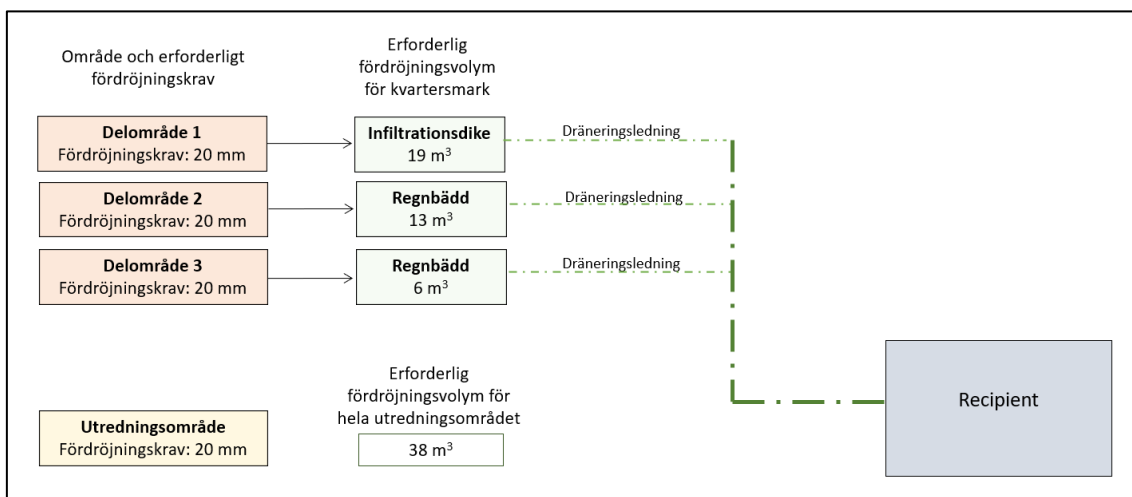 Område och erforderligt
fördröjningskrav
Erforderlig
fördröjningsvolym
för kvartersmark
Delområde 1
Fördröjningskrav: 20 mm
Infiltrationsdike
19 m³
Dräneringsledning
Delområde 2
Fördröjningskrav: 20 mm
Regnbädd
13 m³
Dräneringsledning
Delområde 3
Fördröjningskrav: 20 mm
Regnbädd
6 m³
Dräneringsledning
Utredningsområde
Fördröjningskrav: 20 mm
Erforderlig
fördröjningsvolym för
hela utredningsområdet
38 m³
Recipient